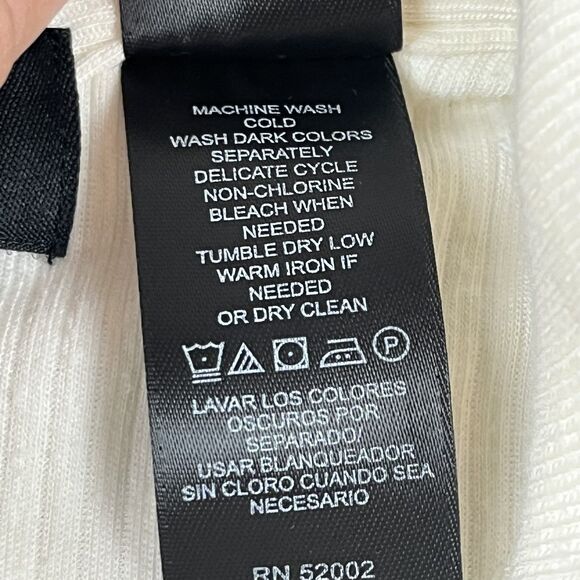 MACHINE WASH
COLD
WASH DARK COLORS
SEPARATELY
DELICATE CYCLE
NON-CHLORINE
BLEACH WHEN
NEEDED
TUMBLE DRY LOW
WARM IRON IF
NEEDED
OR DRY CLEAN
P
LAVAR LOS COLORES
OSCUROS POR
SEPARADO/
USAR BLANQUEADOR
SIN CLORO CUANDO SEA
NECESARIO
RN 52002